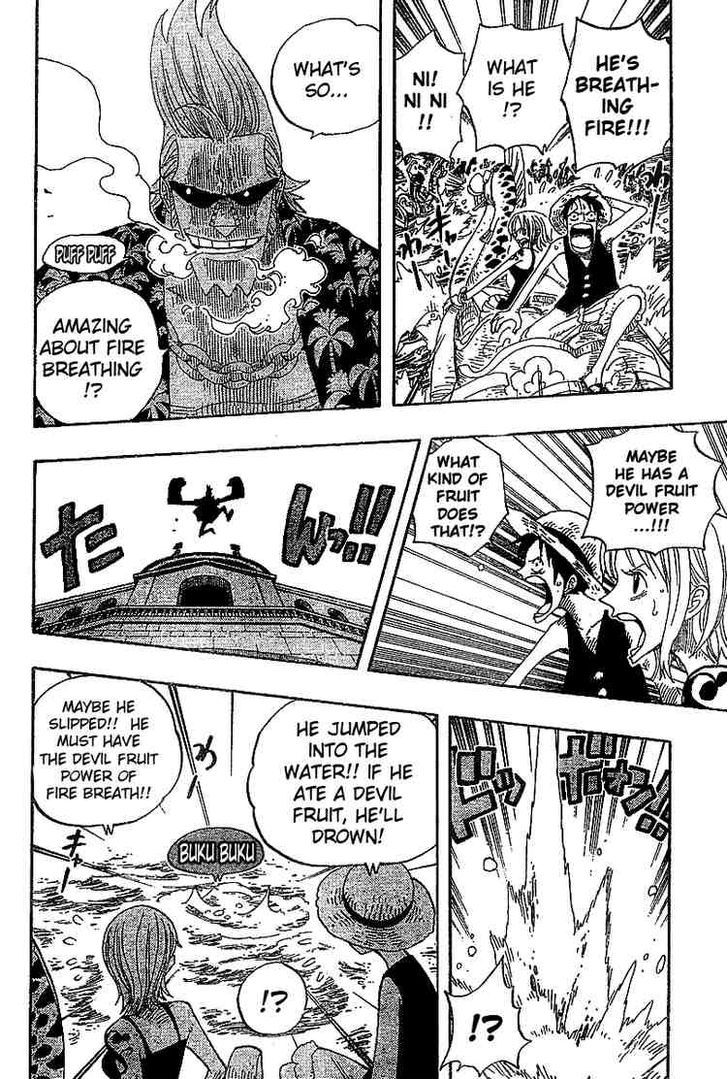 HE'S
BREATH-
ING
FIRE!!!
WHAT
IS HE
!?
NI!
NI NI
!!
WHAT'S
SO...
PUFF PUFF
AMAZING
ABOUT FIRE
BREATHING
!?
MAYBE
HE HAS A
DEVIL FRUIT
POWER
...!!!
WHAT
KIND OF
FRUIT
DOES
THAT!?
たんっ!!
!?
HE JUMPED
INTO THE
WATER!! IF HE
ATE A DEVIL
FRUIT, HE'LL
DROWN!
MAYBE HE
SLIPPED!! HE
MUST HAVE
THE DEVIL FRUIT
POWER OF
FIRE BREATH!!
BUKU BUKU
!?